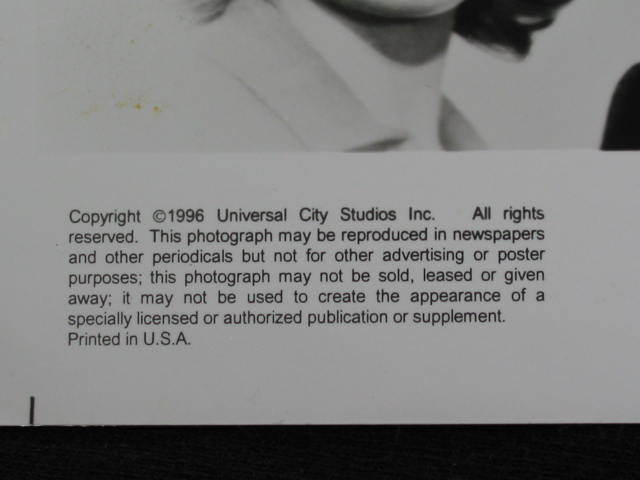 Copyright ©1996 Universal City Studios Inc. All rights
reserved. This photograph may be reproduced in newspapers
and other periodicals but not for other advertising or poster
purposes; this photograph may not be sold, leased or given
away; it may not be used to create the appearance of a
specially licensed or authorized publication or supplement.
Printed in U.S.A.